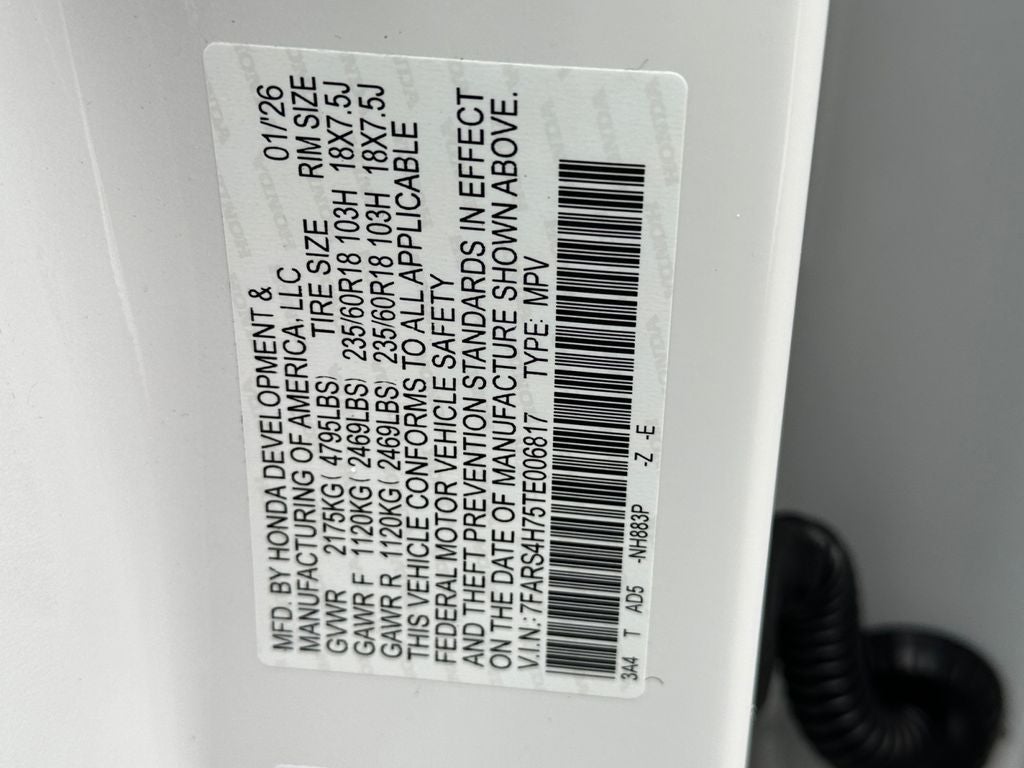 MFD. BY HONDA DEVELOPMENT & 01/'26
MANUFACTURING OF AMERICA, LLC
TIRE SIZE RIM SIZE
GVWR 2175KG( 4795LBS)
GAWR F 1120KG( 2469LBS) 235/60R18 103H 18X7.5J
GAWR R 1120KG( 2469LBS) 235/60R18 103H 18X7.5J
THIS VEHICLE CONFORMS TO ALL APPLICABLE
FEDERAL MOTOR VEHICLE SAFETY
AND THEFT PREVENTION STANDARDS IN EFFECT
ON THE DATE OF MANUFACTURE SHOWN ABOVE.
V.I.N.:7FARS4H75TE006817 TYPE: MPV
3A4 T AD5 -NH883P -Z -E
HONDA